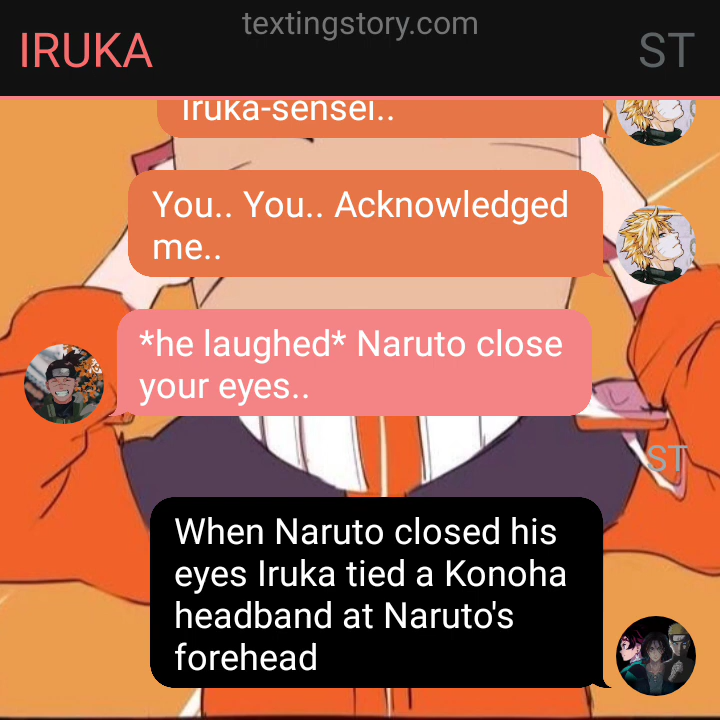 textingstory.com
IRUKA
ST
Iruka-sensei..
You.. You.. Acknowledged
me..
*he laughed* Naruto close
your eyes..
ST
When Naruto closed his
eyes Iruka tied a Konoha
headband at Naruto's
forehead